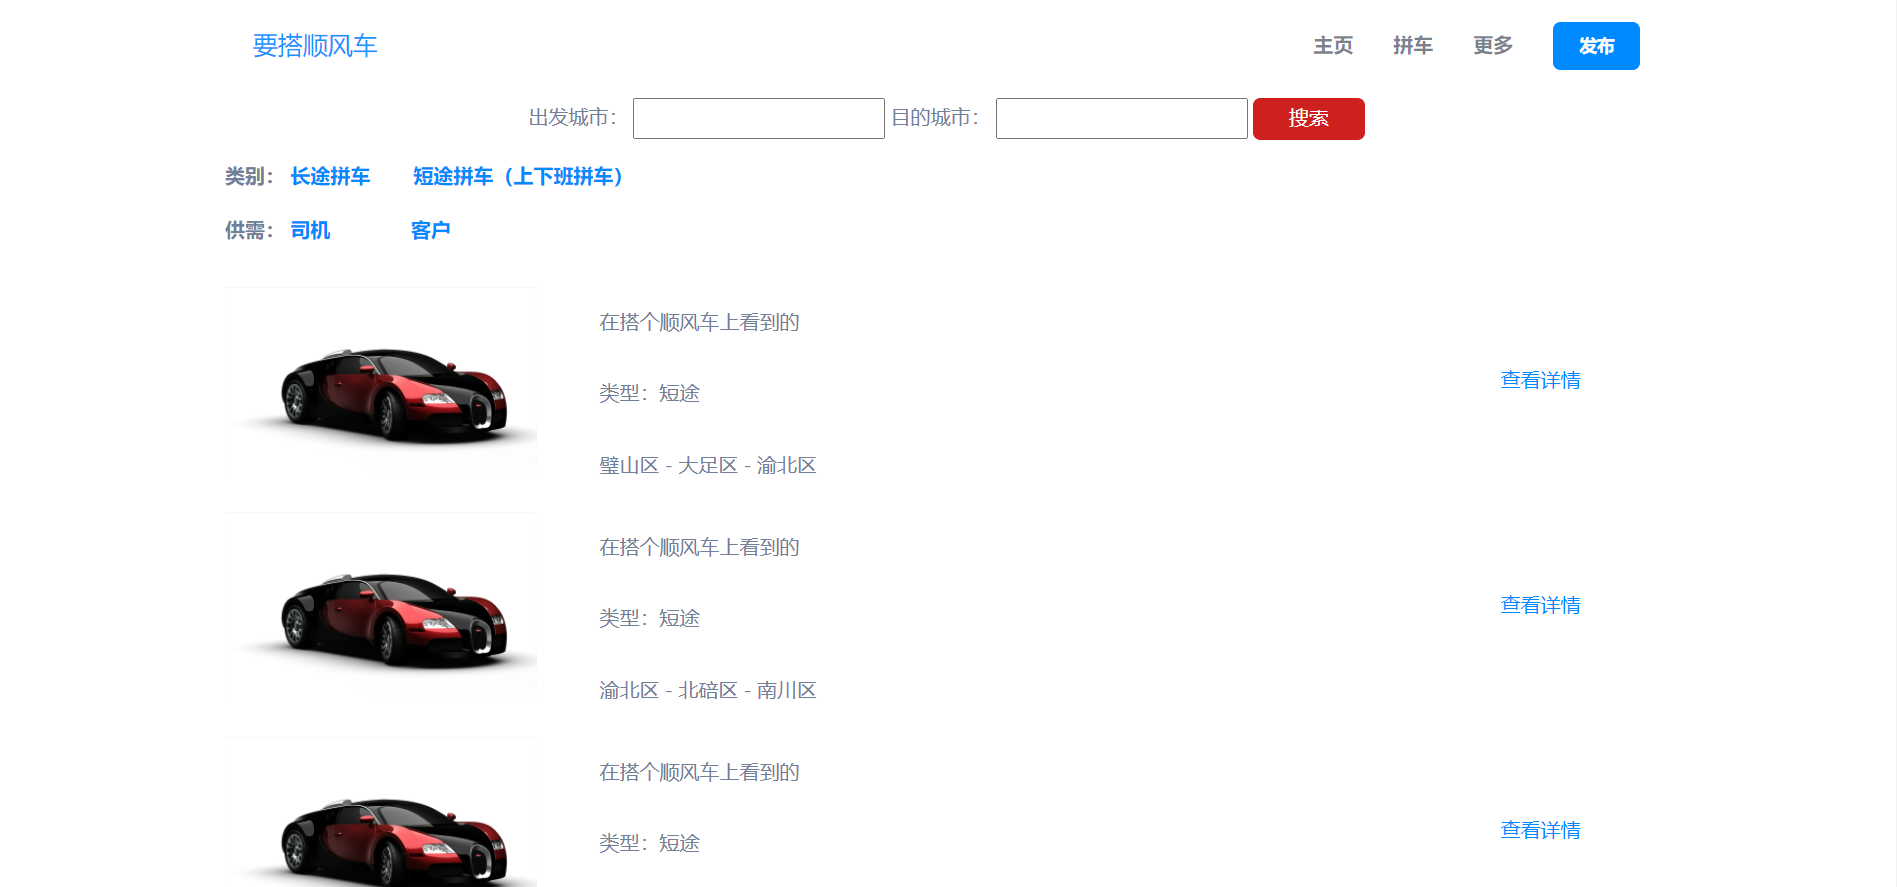 要搭顺风车 主页 拼车 更多 发布
出发城市： 目的城市： 搜索
类别： 长途拼车 短途拼车（上下班拼车）
供需： 司机 客户
在搭个顺风车上看到的
类型：短途
查看详情
璧山区 - 大足区 - 渝北区
在搭个顺风车上看到的
类型：短途
查看详情
渝北区 - 北碚区 - 南川区
在搭个顺风车上看到的
类型：短途
查看详情